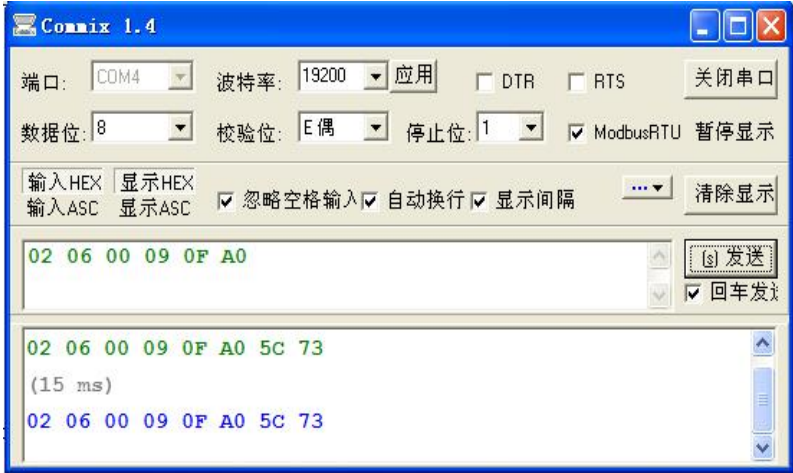 Commix 1.4
端口: COM4 波特率: 19200 应用 DTR RTS 关闭串口
数据位: 8 校验位: E偶 停止位: 1 ModbusRTU 暂停显示
输入HEX 显示HEX
输入ASC 显示ASC 忽略空格输入 自动换行 显示间隔 ... 清除显示
02 06 00 09 0F A0 (s) 发送
回车发
02 06 00 09 0F A0 5C 73
(15 ms)
02 06 00 09 0F A0 5C 73